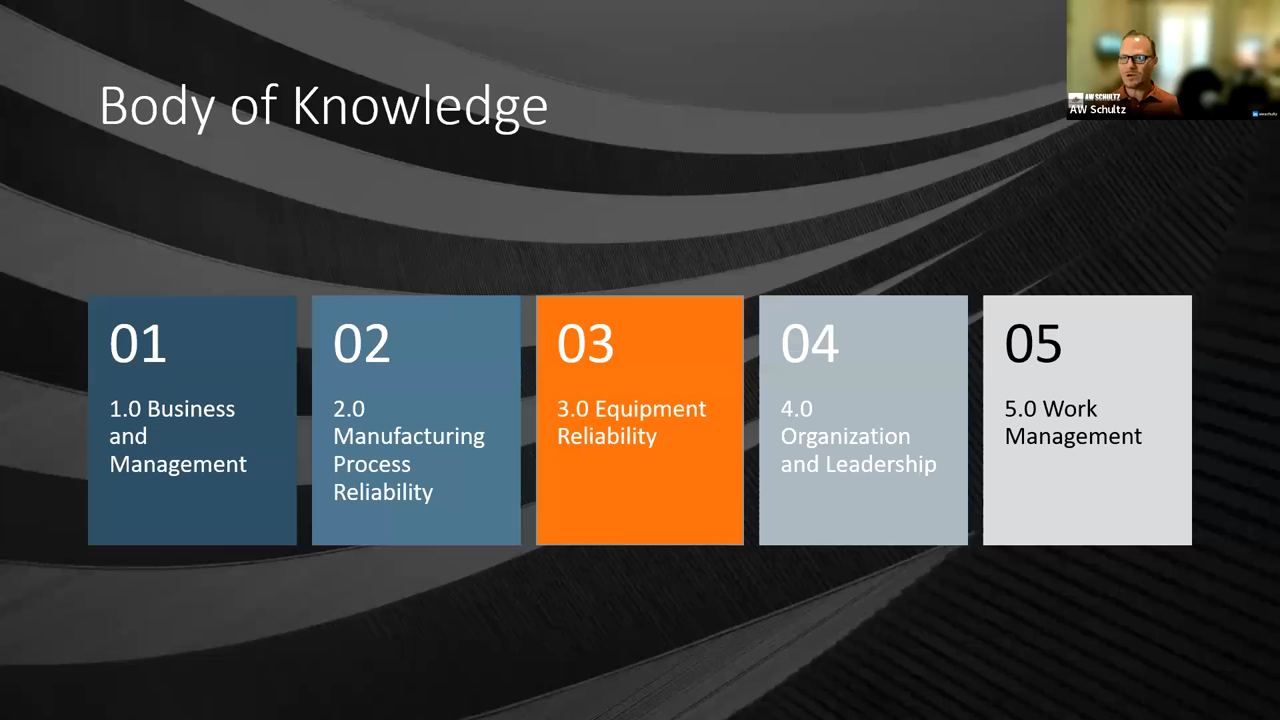 Body of Knowledge
AW SCHULTZ
AW Schultz
01
1.0 Business
and
Management
02
2.0
Manufacturing
Process
Reliability
03
3.0 Equipment
Reliability
04
4.0
Organization
and Leadership
05
5.0 Work
Management